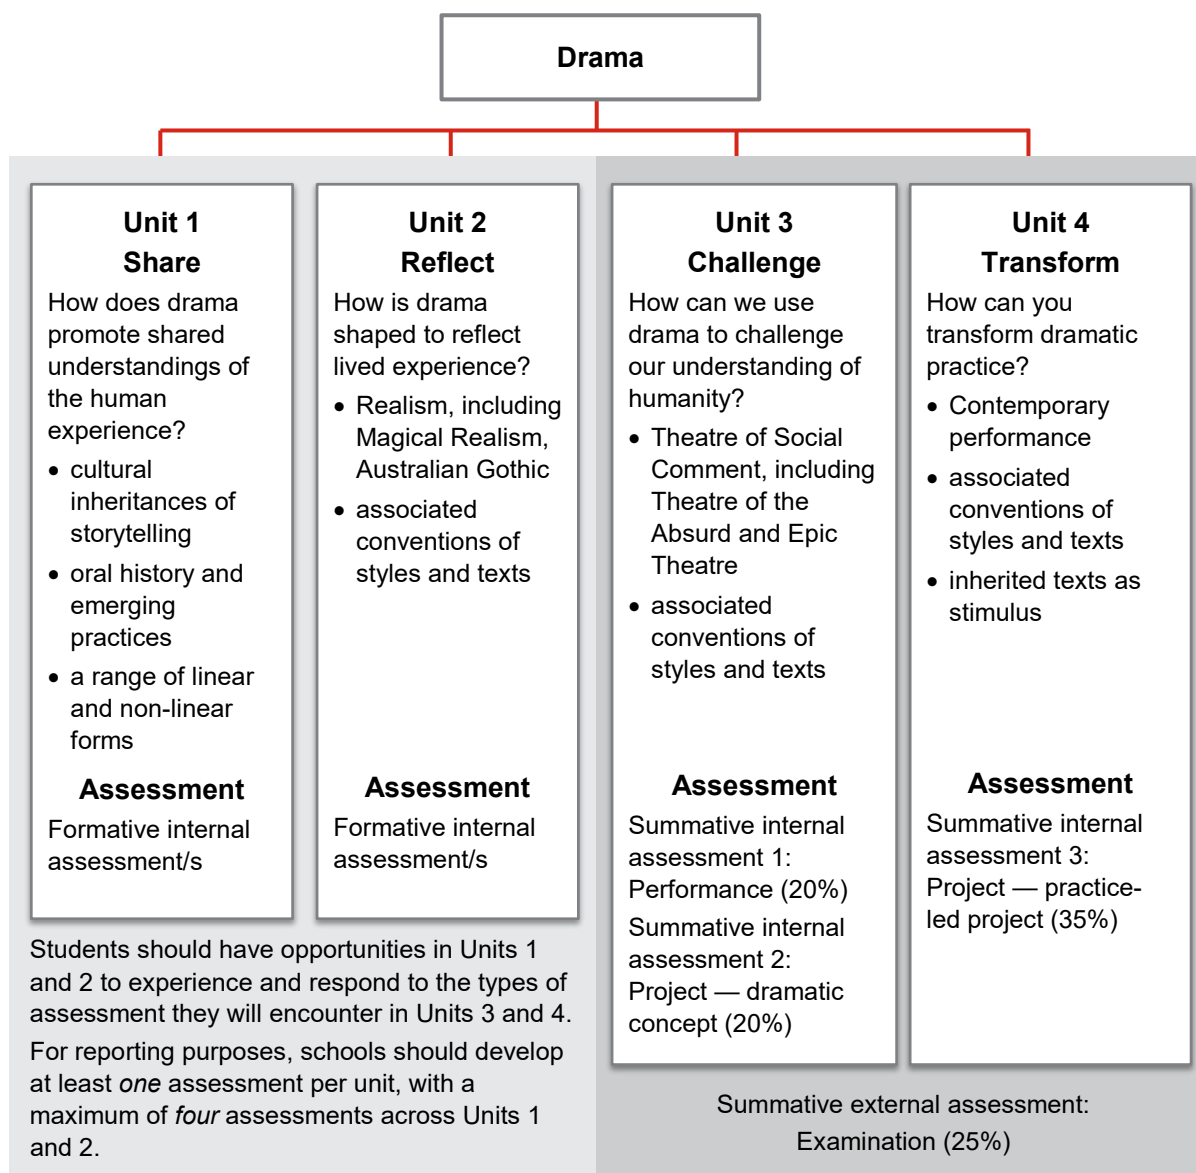 Drama
Unit 1
Share
How does drama
promote shared
understandings of
the human
experience?
• cultural
inheritances of
storytelling
• oral history and
emerging
practices
• a range of linear
and non-linear
forms
Assessment
Formative internal
assessment/s
Unit 2
Reflect
How is drama
shaped to reflect
lived experience?
• Realism, including
Magical Realism,
Australian Gothic
• associated
conventions of
styles and texts
Assessment
Formative internal
assessment/s
Students should have opportunities in Units 1
and 2 to experience and respond to the types of
assessment they will encounter in Units 3 and 4.
For reporting purposes, schools should develop
at least one assessment per unit, with a
maximum of four assessments across Units 1
and 2.
Unit 3
Challenge
How can we use
drama to challenge
our understanding of
humanity?
• Theatre of Social
Comment, including
Theatre of the
Absurd and Epic
Theatre
• associated
conventions of
styles and texts
Assessment
Summative internal
assessment 1:
Performance (20%)
Summative internal
assessment 2:
Project — dramatic
concept (20%)
Unit 4
Transform
How can you
transform dramatic
practice?
• Contemporary
performance
• associated
conventions of
styles and texts
• inherited texts as
stimulus
Assessment
Summative internal
assessment 3:
Project — practice-
led project (35%)
Summative external assessment:
Examination (25%)